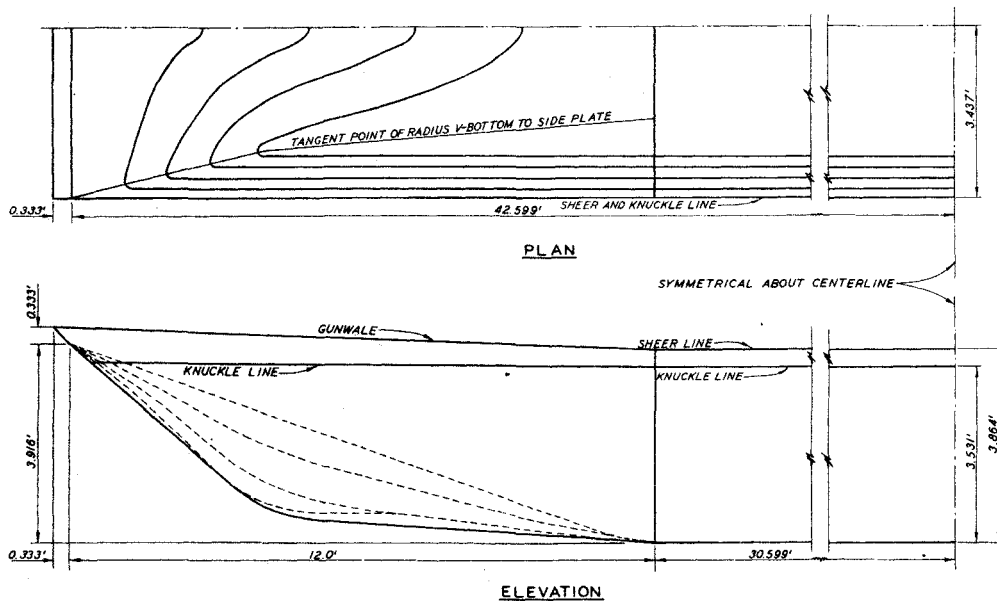 TANGENT POINT OF RADIUS V-BOTTOM TO SIDE PLATE
3.437'
0.333'
42.599'
SHEER AND KNUCKLE LINE
PLAN
SYMMETRICAL ABOUT CENTERLINE
0.333'
GUNWALE
SHEER LINE
KNUCKLE LINE
KNUCKLE LINE
3.916'
3.531'
3.864'
0.333'
12.0'
30.599'
ELEVATION